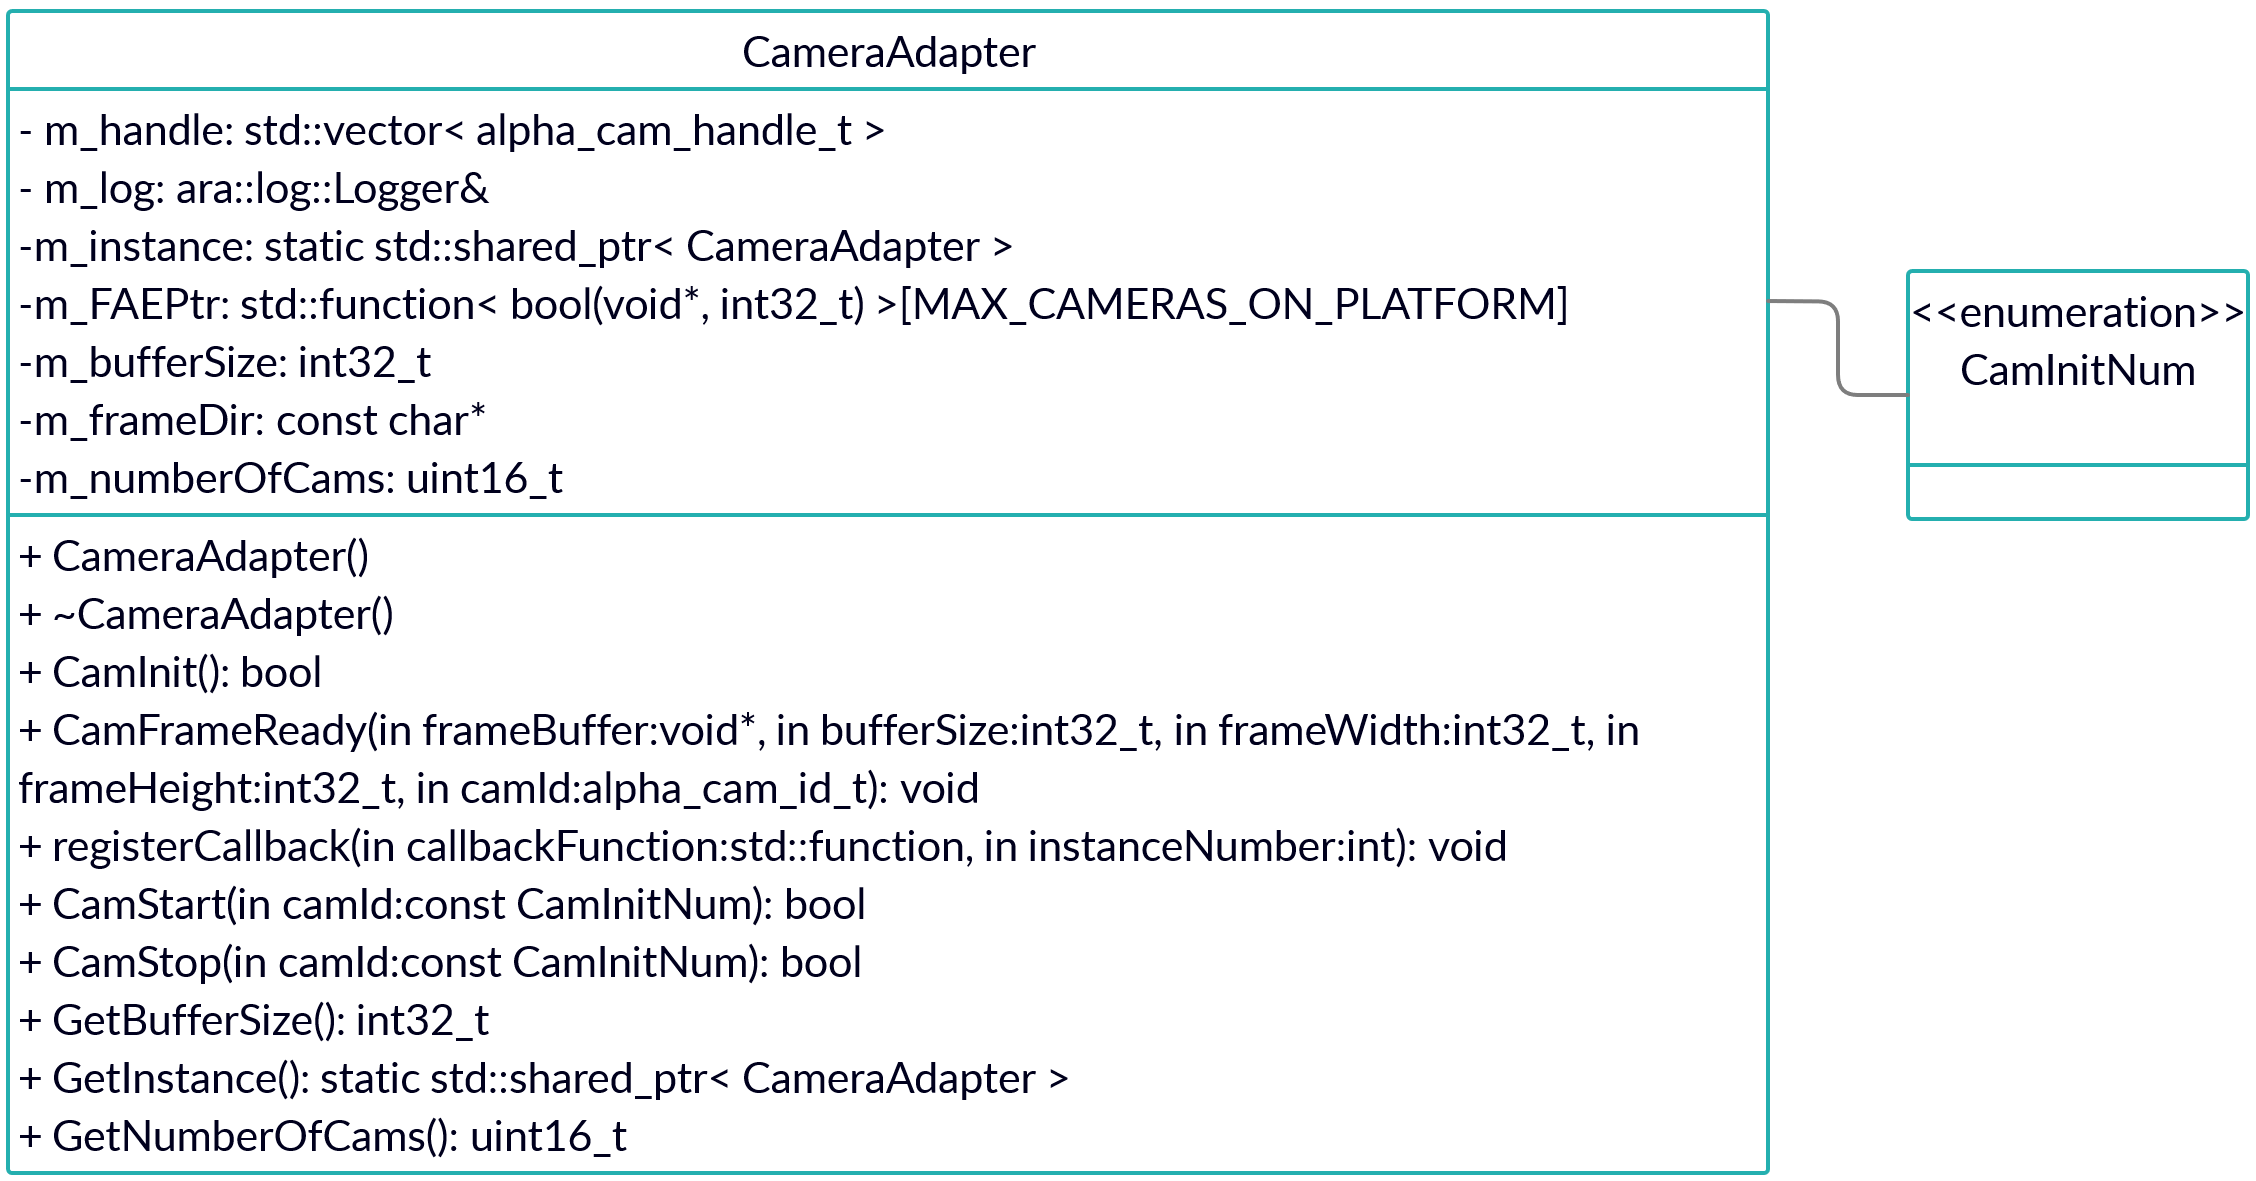 CameraAdapter
- m_handle: std::vector< alpha_cam_handle_t >
- m_log: ara::log::Logger&
-m_instance: static std::shared_ptr< CameraAdapter >
-m_FAEPtr: std::function< bool(void*, int32_t) >[MAX_CAMERAS_ON_PLATFORM]
-m_bufferSize: int32_t
-m_frameDir: const char*
-m_numberOfCams: uint16_t
+ CameraAdapter()
+ ~CameraAdapter()
+ CamInit(): bool
+ CamFrameReady(in frameBuffer:void*, in bufferSize:int32_t, in frameWidth:int32_t, in
frameHeight:int32_t, in camId:alpha_cam_id_t): void
+ registerCallback(in callbackFunction:std::function, in instanceNumber:int): void
+ CamStart(in camId:const CamInitNum): bool
+ CamStop(in camId:const CamInitNum): bool
+ GetBufferSize(): int32_t
+ GetInstance(): static std::shared_ptr< CameraAdapter >
+ GetNumberOfCams(): uint16_t
<<enumeration>>
CamInitNum